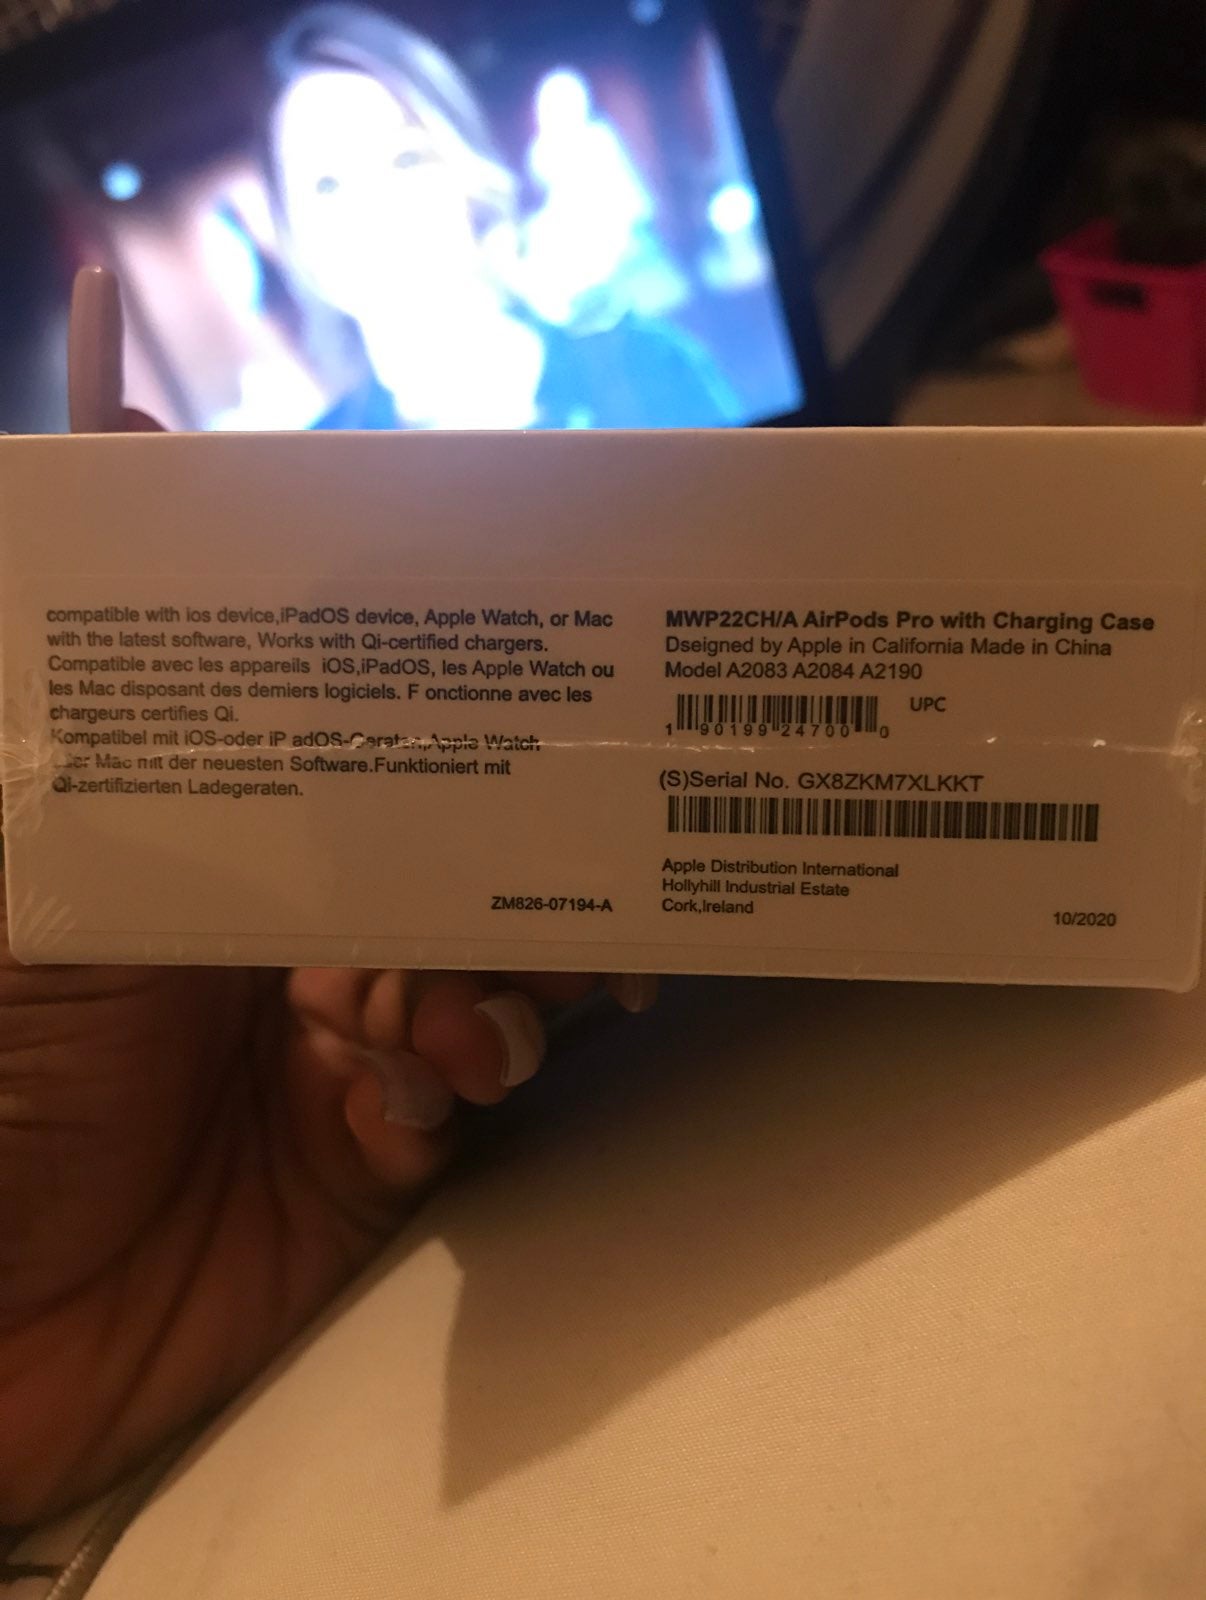 compatible with ios device,iPadOS device, Apple Watch, or Mac
with the latest software, Works with Qi-certified chargers.
Compatible avec les appareils iOS,iPadOS, les Apple Watch ou
les Mac disposant des demiers logiciels. F onctionne avec les
chargeurs certifies Qi.
Kompatibel mit iOS-oder iP adOS-Geraten,Apple Watch
Mac mit der neuesten Software.Funktioniert mit
Qi-zertifizierten Ladegeraten.
ZM826-07194-A
MWP22CH/A AirPods Pro with Charging Case
Dseigned by Apple in California Made in China
Model A2083 A2084 A2190
UPC
1 90199 24700 0
(S)Serial No. GX8ZKM7XLKKT
Apple Distribution International
Hollyhill Industrial Estate
Cork,Ireland
10/2020